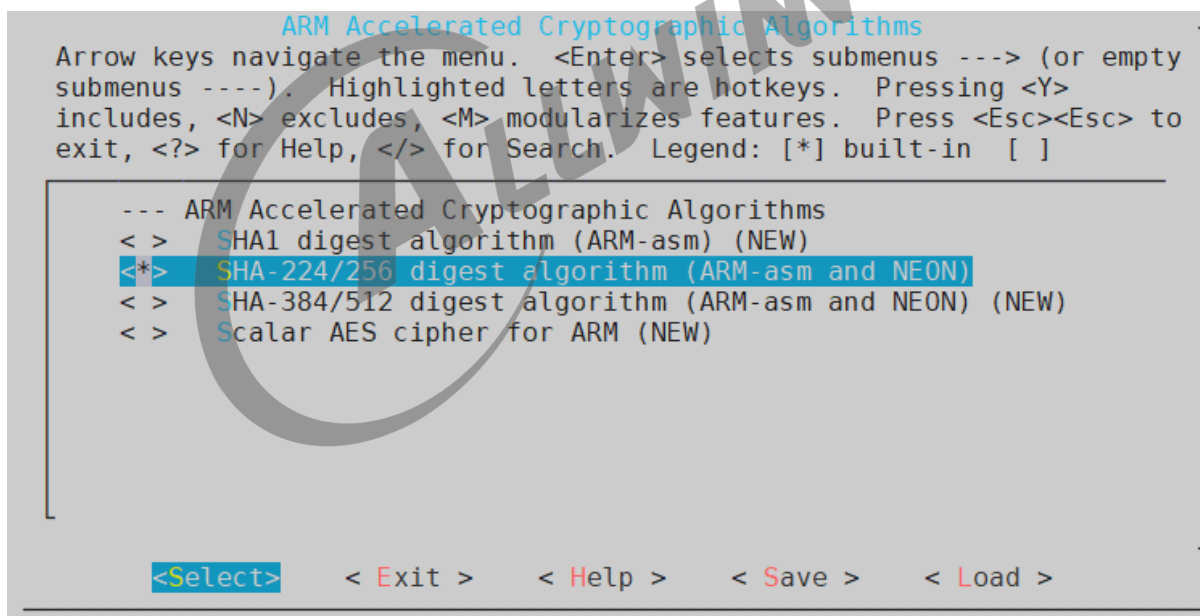 ARM Accelerated Cryptographic Algorithms
Arrow keys navigate the menu.  <Enter> selects submenus ---> (or empty
submenus ----).  Highlighted letters are hotkeys.  Pressing <Y>
includes, <N> excludes, <M> modularizes features.  Press <Esc><Esc> to
exit, <?> for Help, </> for Search.  Legend: [*] built-in  [ ]
--- ARM Accelerated Cryptographic Algorithms
< >   SHA1 digest algorithm (ARM-asm) (NEW)
<*>   SHA-224/256 digest algorithm (ARM-asm and NEON)
< >   SHA-384/512 digest algorithm (ARM-asm and NEON) (NEW)
< >   Scalar AES cipher for ARM (NEW)
<Select>    < Exit >    < Help >    < Save >    < Load >